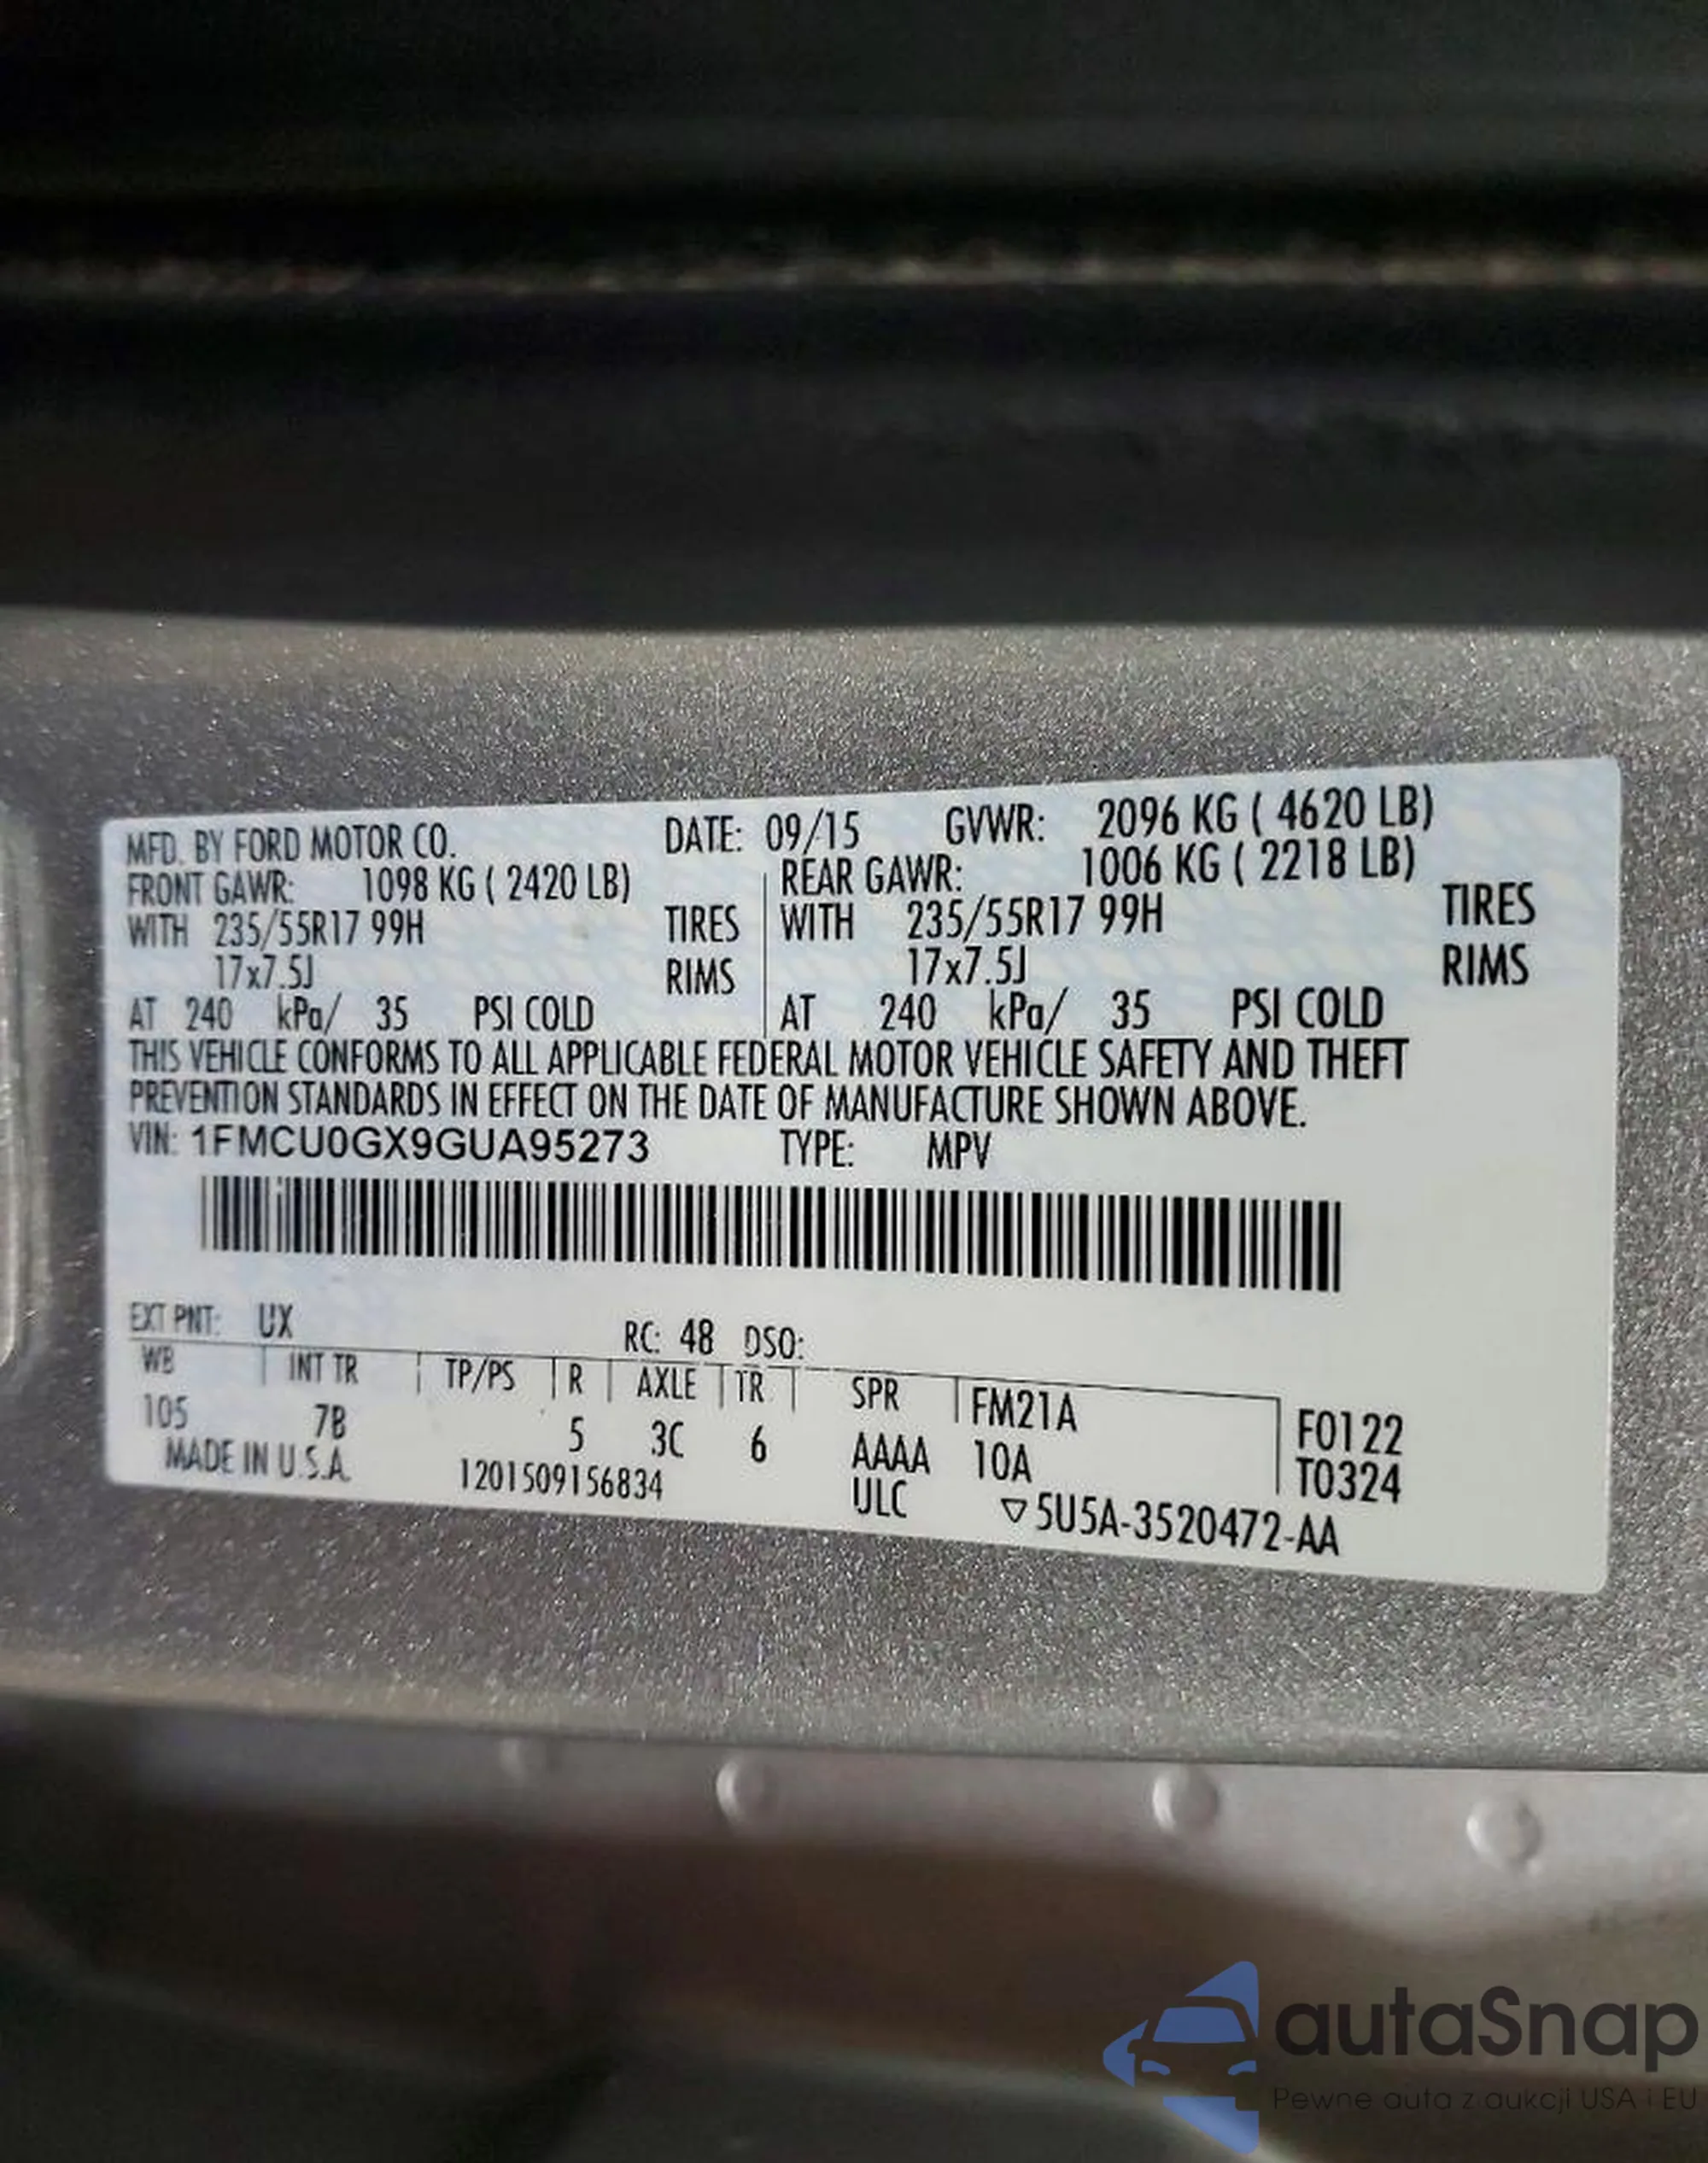 MFD. BY FORD MOTOR CO. DATE: 09/15 GVWR: 2096 KG ( 4620 LB)
FRONT GAWR: 1098 KG ( 2420 LB) REAR GAWR: 1006 KG ( 2218 LB)
WITH 235/55R17 99H TIRES WITH 235/55R17 99H TIRES
17x7.5J RIMS 17x7.5J RIMS
AT 240 kPa/ 35 PSI COLD AT 240 kPa/ 35 PSI COLD
THIS VEHICLE CONFORMS TO ALL APPLICABLE FEDERAL MOTOR VEHICLE SAFETY AND THEFT
PREVENTION STANDARDS IN EFFECT ON THE DATE OF MANUFACTURE SHOWN ABOVE.
VIN: 1FMCU0GX9GUA95273 TYPE: MPV
EXT PNT: UX RC: 48 DSO:
WB INT TR TP/PS R AXLE TR SPR FM21A F0122
105 7B 5 3C 6 AAAA 10A T0324
MADE IN U.S.A. 1201509156834 ULC ▽5U5A-3520472-AA
autaSnap
Pewne auta z aukcji USA i EU